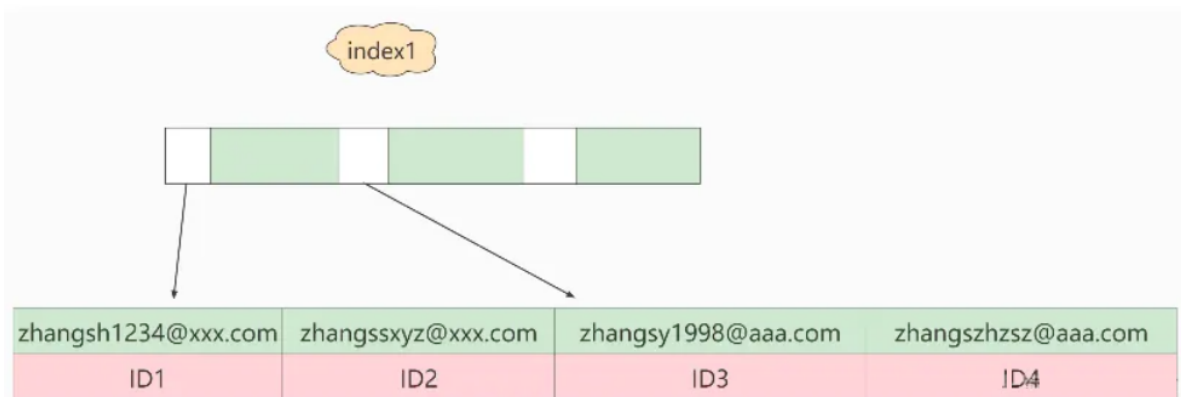 index1
zhangsh1234@xxx.com zhangssxyz@xxx.com zhangsy1998@aaa.com zhangszhzsz@aaa.com
ID1 ID2 ID3 ID4